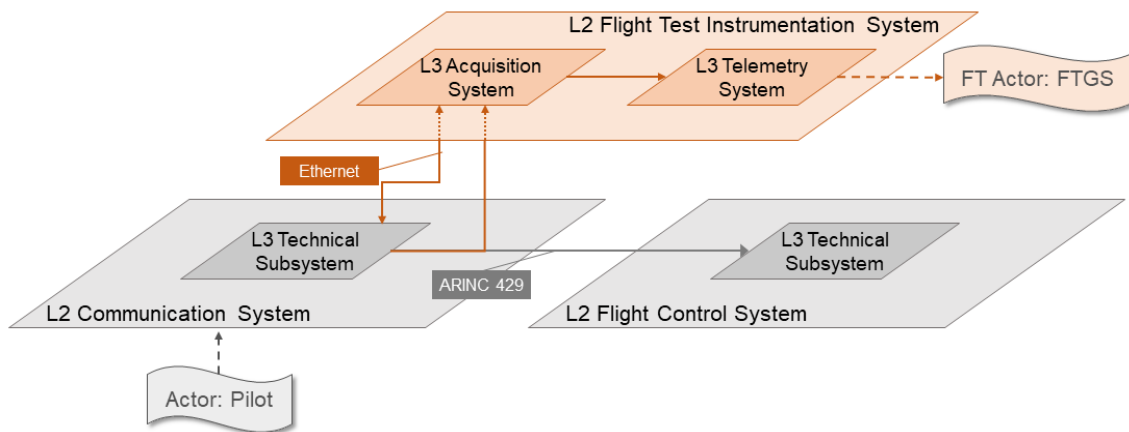 L2 Flight Test Instrumentation System
L3 Acquisition
System
L3 Telemetry
System
FT Actor: FTGS
Ethernet
L3 Technical
Subsystem
L3 Technical
Subsystem
ARINC 429
L2 Communication System
L2 Flight Control System
Actor: Pilot